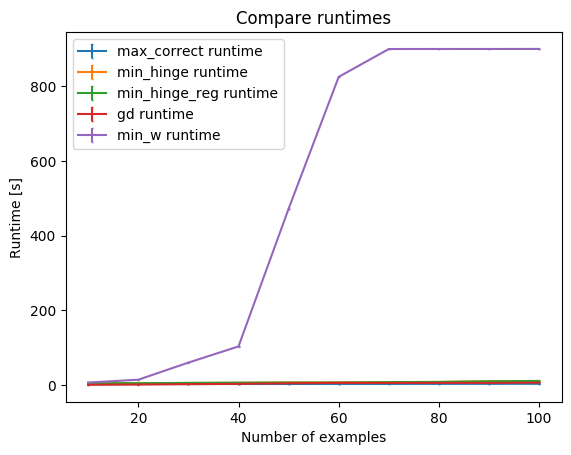 Compare runtimes
max_correct runtime
min_hinge runtime
min_hinge_reg runtime
gd runtime
min_w runtime
800
600
400
200
0
Runtime [s]
20 40 60 80 100
Number of examples